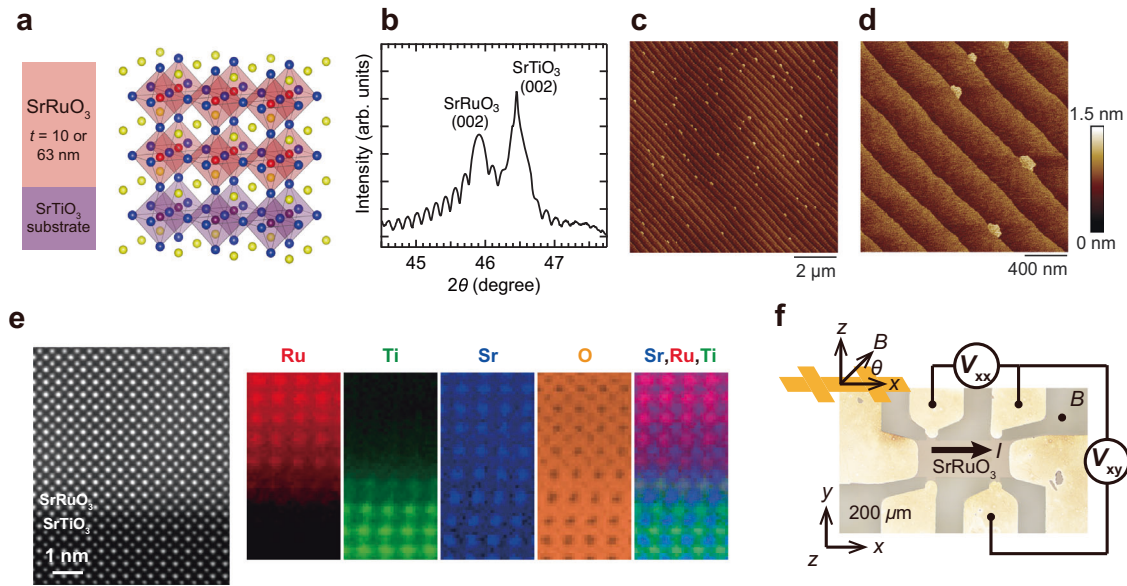 a
SrRuO₃
t = 10 or
63 nm
SrTiO₃
substrate
b
Intensity (arb. units)
SrRuO₃
(002)
SrTiO₃
(002)
45
46
47
2θ (degree)
c
2 μm
d
1.5 nm
0 nm
400 nm
e
SrRuO₃
SrTiO₃
1 nm
Ru
Ti
Sr
O
Sr,Ru,Ti
f
z
B
θ
x
Vxx
B
I
SrRuO₃
Vxy
y
200 μm
z
x